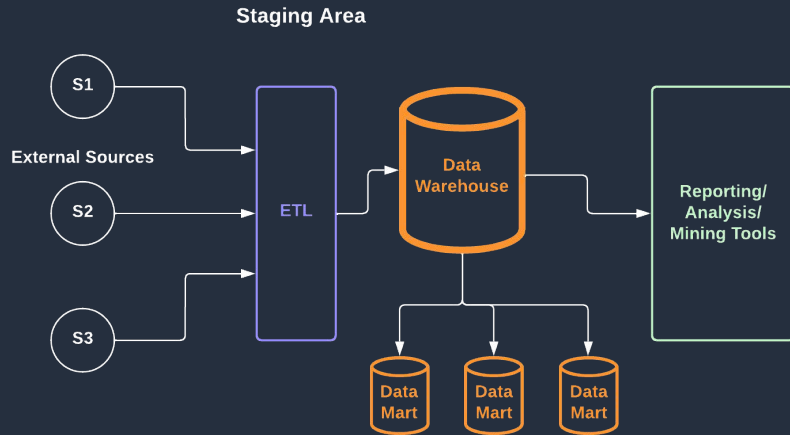 Staging Area
S1
External Sources
S2
S3
ETL
Data
Warehouse
Reporting/
Analysis/
Mining Tools
Data
Mart
Data
Mart
Data
Mart